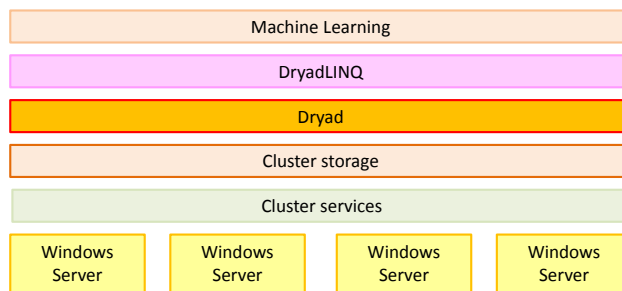 Machine Learning
DryadLINQ
Dryad
Cluster storage
Cluster services
Windows Server
Windows Server
Windows Server
Windows Server